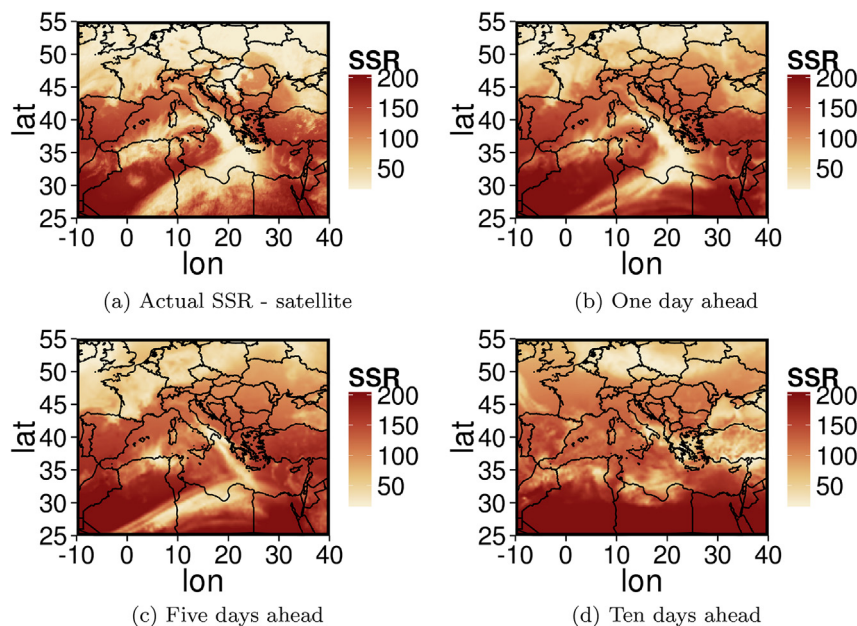 55
50
45
40
35
30
25
lat
-10 0 10 20 30 40
lon
SSR
200
150
100
50
(a) Actual SSR - satellite
55
50
45
40
35
30
25
lat
-10 0 10 20 30 40
lon
SSR
200
150
100
50
(b) One day ahead
55
50
45
40
35
30
25
lat
-10 0 10 20 30 40
lon
SSR
200
150
100
50
(c) Five days ahead
55
50
45
40
35
30
25
lat
-10 0 10 20 30 40
lon
SSR
200
150
100
50
(d) Ten days ahead